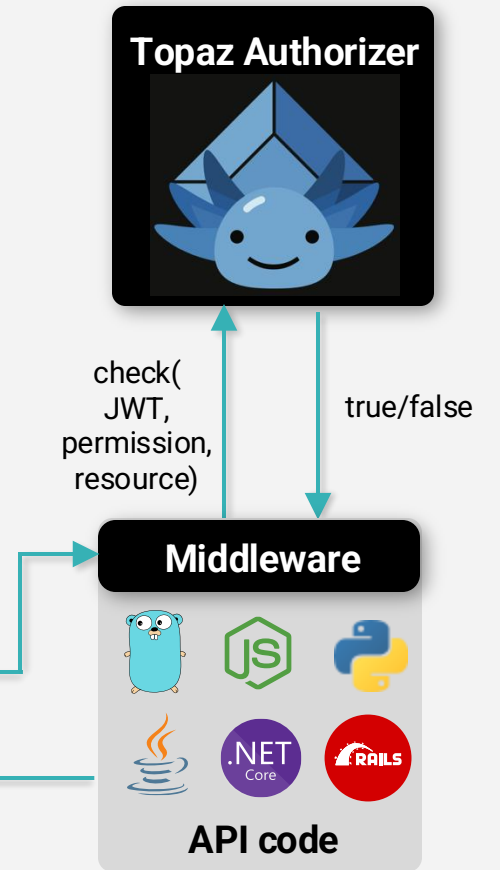 Topaz Authorizer
check(
JWT,
permission,
resource)
true/false
Middleware
JS
.NET
Core
RAILS
API code